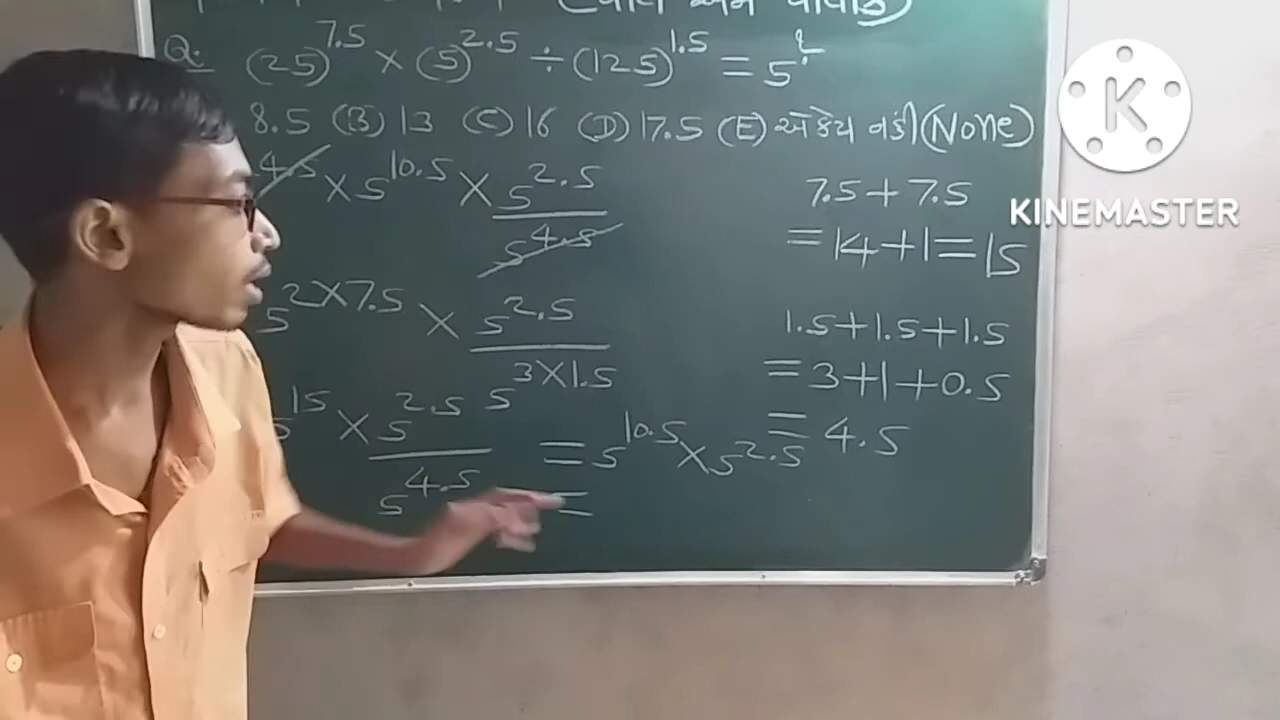 Q. (25)^7.5 × (5)^2.5 ÷ (125)^1.5 = 5^?
8.5 (B) 13 (C) 16 (D) 17.5 (E) એકેય નહીં (None)
4.5 × 5^10.5 × 5^2.5 / 5^4.5
5^2×7.5 × 5^2.5 / 5^3×1.5
5^15 × 5^2.5 / 5^4.5
= 5^10.5 × 5^2.5
=
7.5 + 7.5
= 14 + 1 = 15
1.5 + 1.5 + 1.5
= 3 + 1 + 0.5
= 4.5
K
KINEMASTER